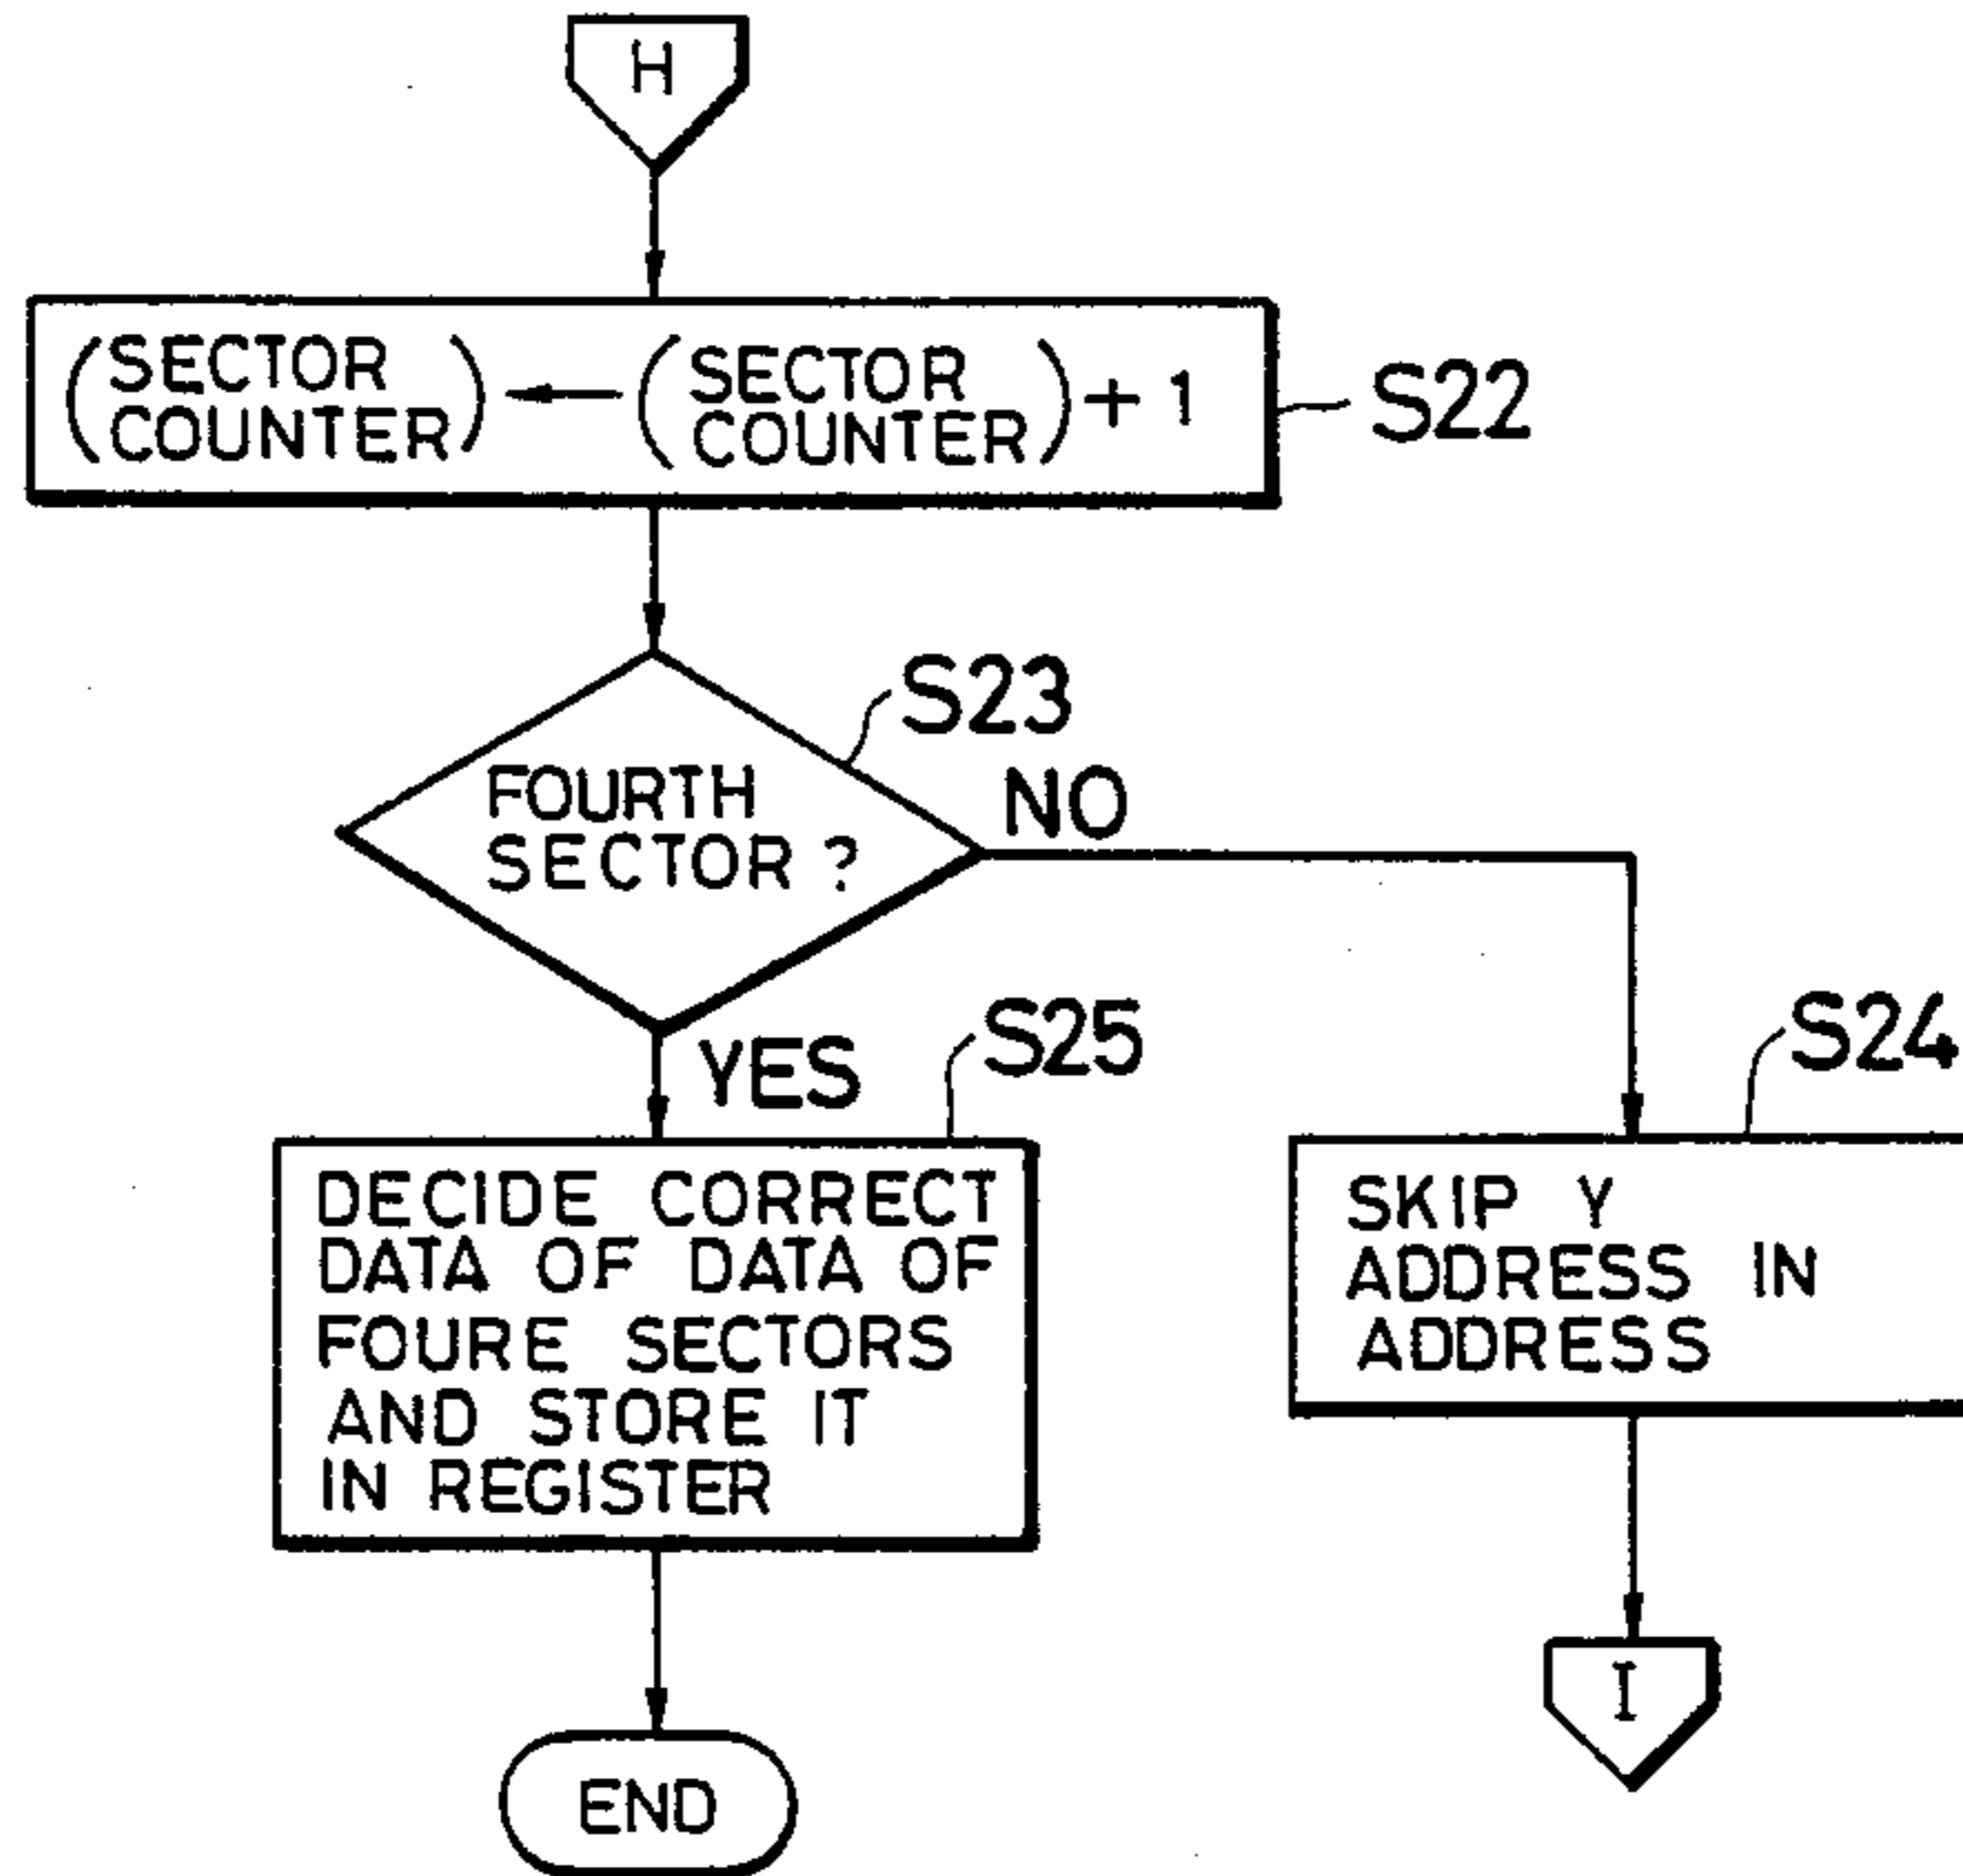 H
(SECTOR COUNTER) ← (SECTOR COUNTER) + 1
S22
S23
FOURTH
SECTOR ?
NO
YES
S25
S24
DECIDE CORRECT
DATA OF DATA OF
FOURE SECTORS
AND STORE IT
IN REGISTER
SKIP Y
ADDRESS IN
ADDRESS
I
END